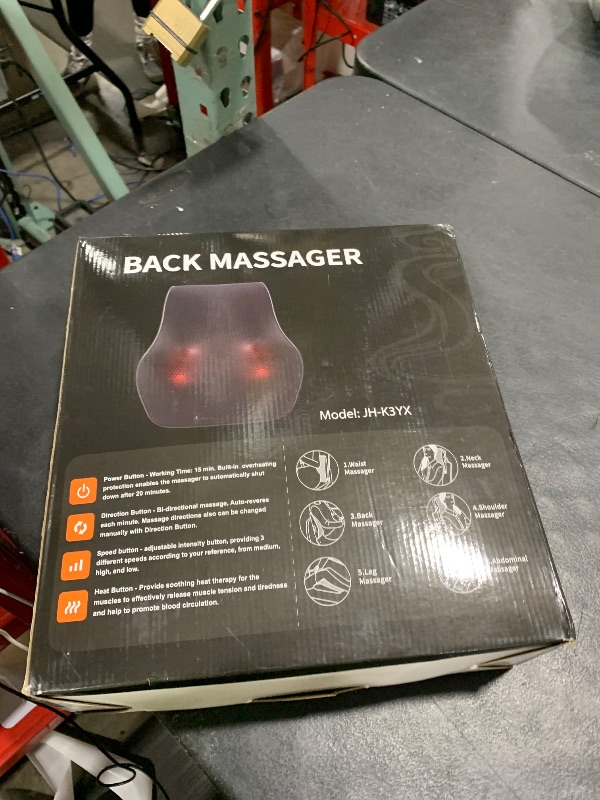 BACK MASSAGER
Model: JH-K3YX
Power Button - Working Time: 15 min. Built-in overheating
protection enables the massager to automatically shut
down after 20 minutes.
Direction Button - Bi-directional massage, Auto-reverse
each minute. Massage directions also can be changed
manually with Direction Button.
Speed button - adjustable intensity button, providing 3
different speeds according to your reference, from medium,
high, and low.
Heat Button - Provide soothing heat therapy for the
muscles to effectively release muscle tension and tiredness
and help to promote blood circulation.
1.Waist
Massager
2.Neck
Massager
3.Back
Massager
4.Shoulder
Massager
5.Leg
Massager
.Abdominal